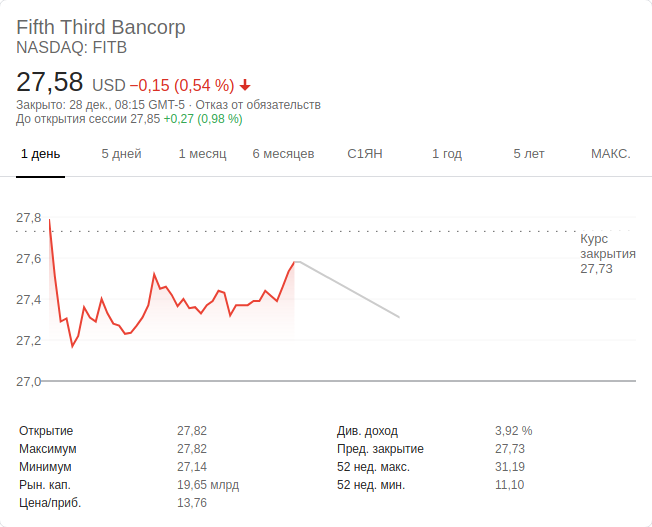 Fifth Third Bancorp
NASDAQ: FITB
27,58 USD −0,15 (0,54 %)
Закрыто: 28 дек., 08:15 GMT-5 · Отказ от обязательств
До открытия сессии 27,85 +0,27 (0,98 %)
1 день 5 дней 1 месяц 6 месяцев С1ЯН 1 год 5 лет МАКС.
27,8
Курс
закрытия
27,73
27,6
27,4
27,2
27,0
Открытие 27,82 Див. доход 3,92 %
Максимум 27,82 Пред. закрытие 27,73
Минимум 27,14 52 нед. макс. 31,19
Рын. кап. 19,65 млрд 52 нед. мин. 11,10
Цена/приб. 13,76